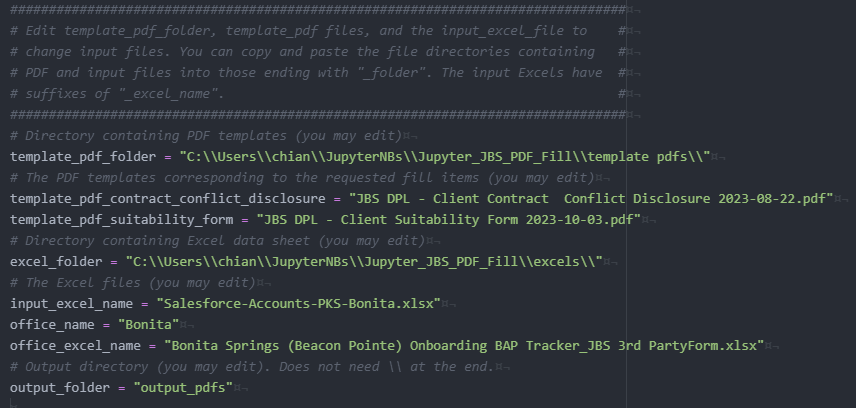 ################################################################################
# Edit template_pdf_folder, template_pdf files, and the input_excel_file to    #
# change input files. You can copy and paste the file directories containing   #
# PDF and input files into those ending with "_folder". The input Excels have  #
# suffixes of "_excel_name".                                                   #
################################################################################
# Directory containing PDF templates (you may edit)
template_pdf_folder = "C:\\Users\\chian\\JupyterNBs\\Jupyter_JBS_PDF_Fill\\template pdfs\\"
# The PDF templates corresponding to the requested fill items (you may edit)
template_pdf_contract_conflict_disclosure = "JBS DPL - Client Contract  Conflict Disclosure 2023-08-22.pdf"
template_pdf_suitability_form = "JBS DPL - Client Suitability Form 2023-10-03.pdf"
# Directory containing Excel data sheet (you may edit)
excel_folder = "C:\\Users\\chian\\JupyterNBs\\Jupyter_JBS_PDF_Fill\\excels\\"
# The Excel files (you may edit)
input_excel_name = "Salesforce-Accounts-PKS-Bonita.xlsx"
office_name = "Bonita"
office_excel_name = "Bonita Springs (Beacon Pointe) Onboarding BAP Tracker_JBS 3rd PartyForm.xlsx"
# Output directory (you may edit). Does not need \\ at the end.
output_folder = "output_pdfs"